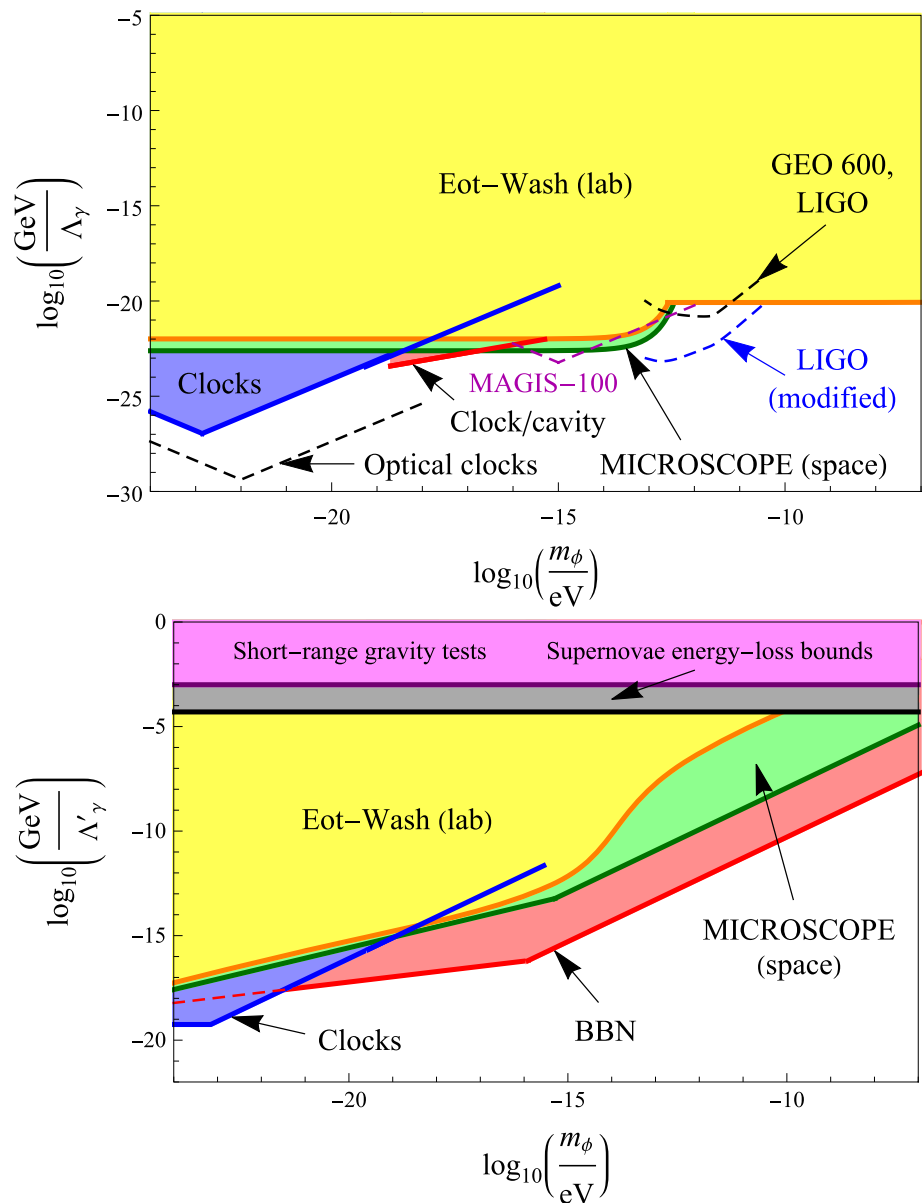 −5
−10
−15
−20
−25
−30
log10(GeV/Λγ)
Eot−Wash (lab)
GEO 600,
LIGO
Clocks
MAGIS−100
Clock/cavity
LIGO
(modified)
Optical clocks
MICROSCOPE (space)
−20
−15
−10
log10(mϕ/eV)
0
−5
−10
−15
−20
log10(GeV/Λ′γ)
Short−range gravity tests
Supernovae energy−loss bounds
Eot−Wash (lab)
MICROSCOPE
(space)
Clocks
BBN
−20
−15
−10
log10(mϕ/eV)